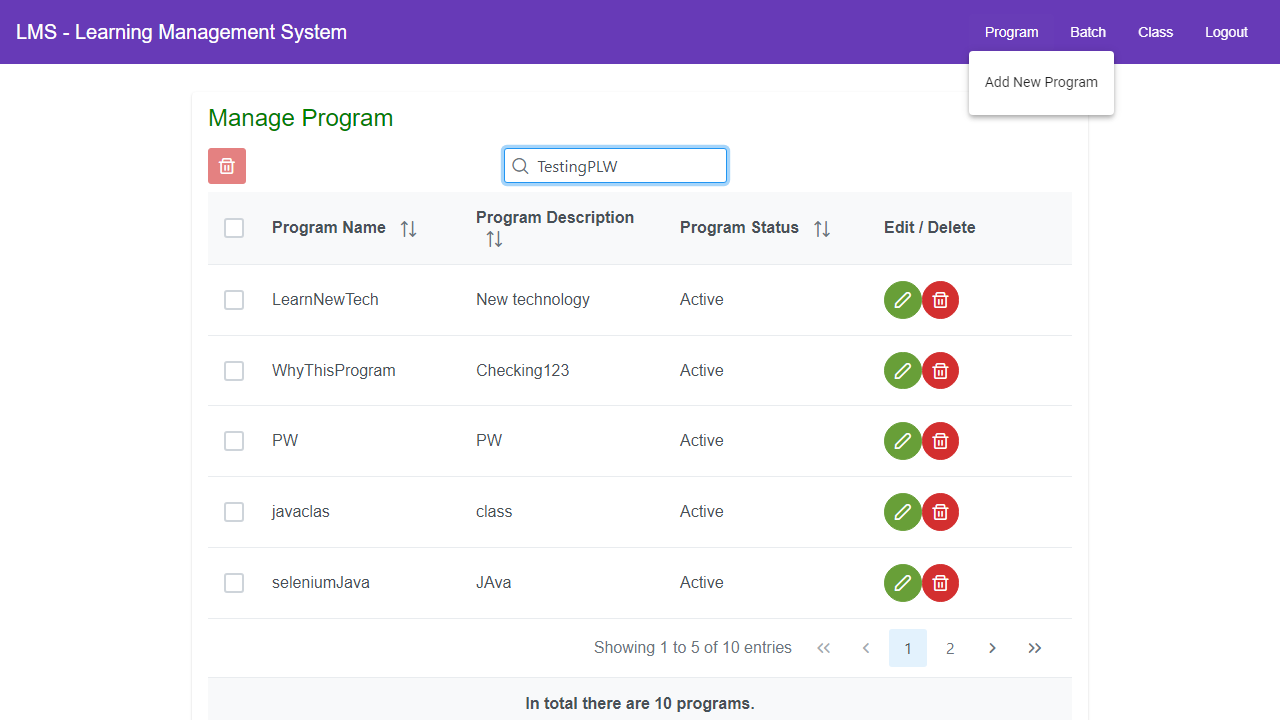 LMS - Learning Management System
Program Batch Class Logout
Add New Program
Manage Program
TestingPLW
Program Name Program Description Program Status Edit / Delete
LearnNewTech New technology Active
WhyThisProgram Checking123 Active
PW PW Active
javaclas class Active
seleniumJava JAva Active
Showing 1 to 5 of 10 entries 1 2
In total there are 10 programs.